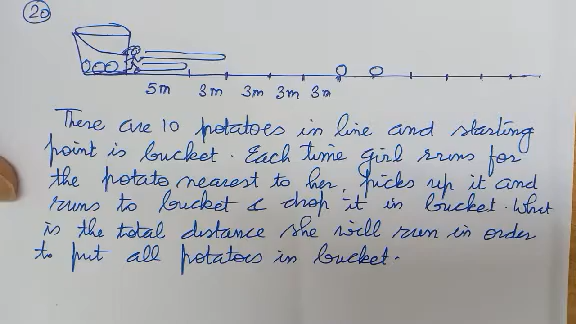 20
5m 3m 3m 3m 3m
There are 10 potatoes in line and starting
point is bucket. Each time girl runs for
the potato nearest to her, picks up it and
runs to bucket & drop it in bucket. What
is the total distance she will run in order
to put all potatoes in bucket.